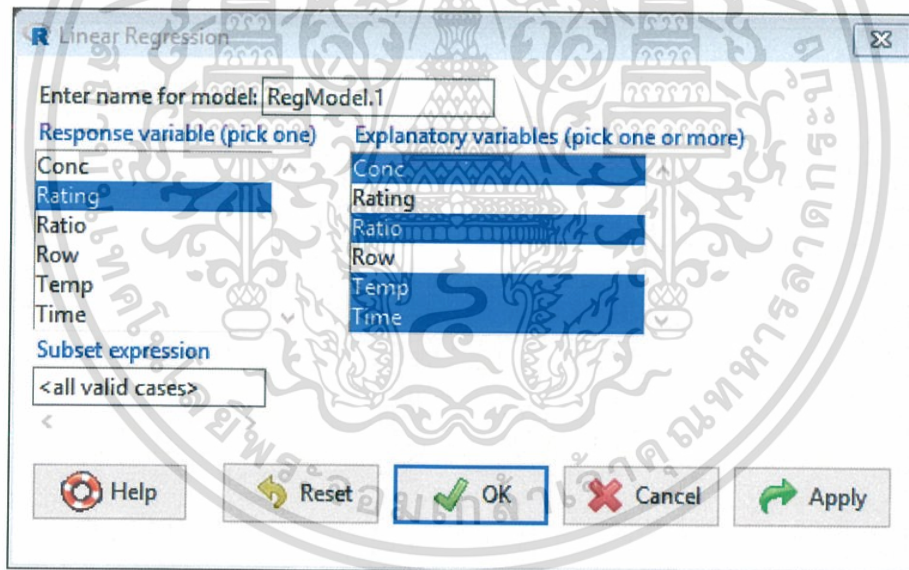 Linear Regression
Enter name for model: RegModel.1
Response variable (pick one)
Explanatory variables (pick one or more)
Conc
Rating
Ratio
Row
Temp
Time
Conc
Rating
Ratio
Row
Temp
Time
Subset expression
<all valid cases>
Help
Reset
OK
Cancel
Apply